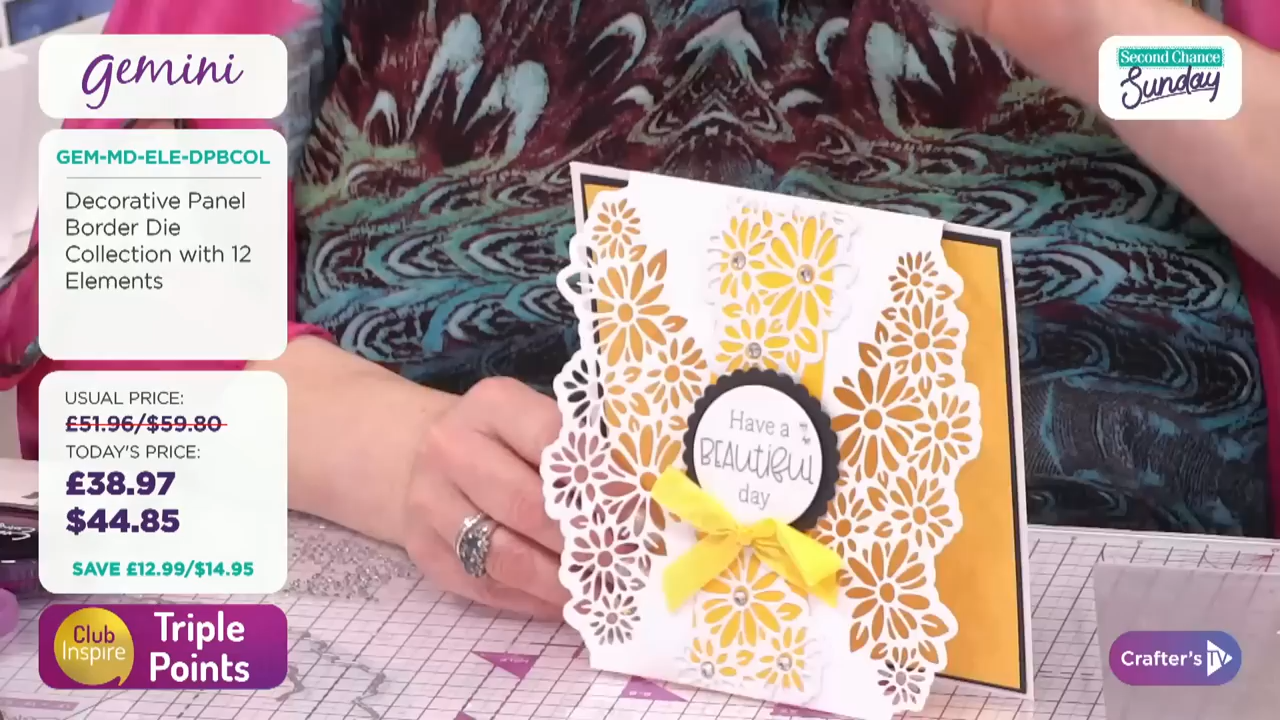 gemini
GEM-MD-ELE-DPBCOL
Decorative Panel
Border Die
Collection with 12
Elements
USUAL PRICE:
£51.96/$59.80
TODAY'S PRICE:
£38.97
$44.85
SAVE £12.99/$14.95
Club
Inspire
Triple
Points
Second Chance
Sunday
Have a
BEAUTIFUL
day
Crafter's TV